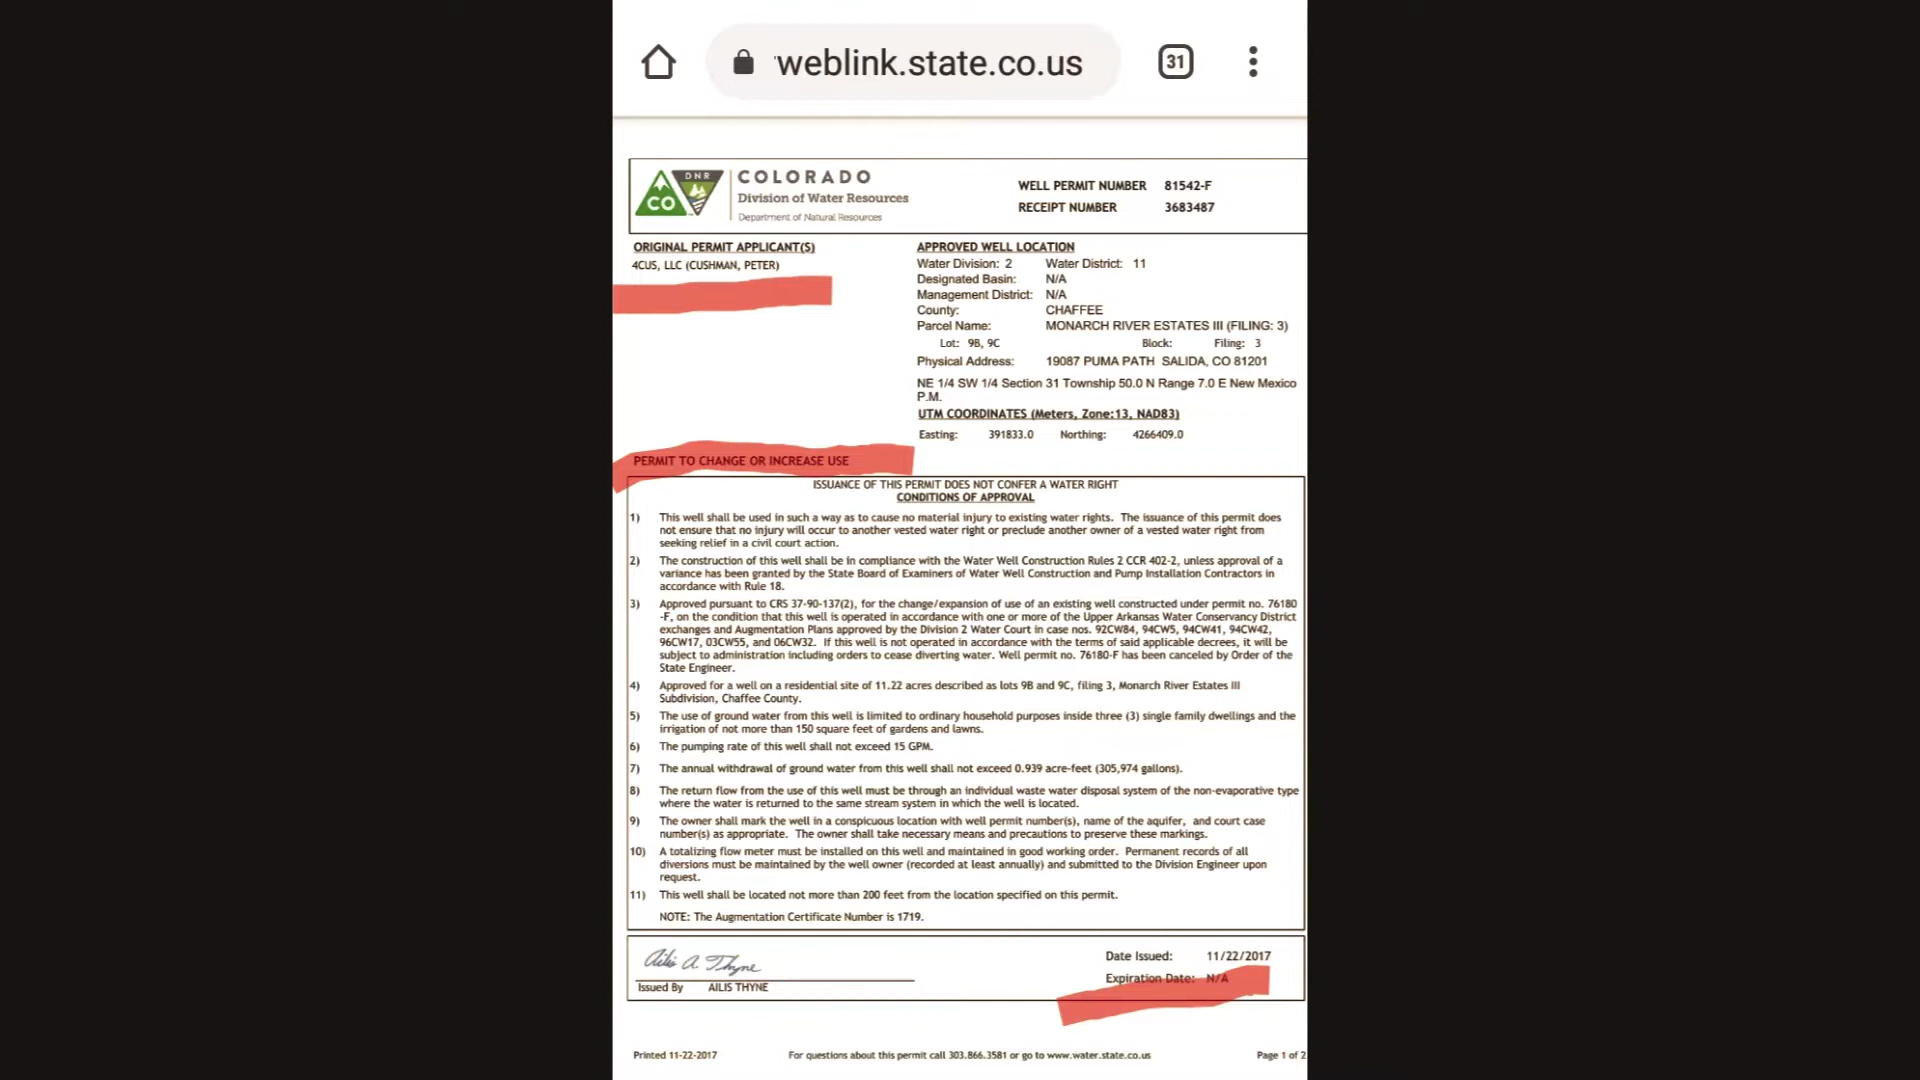 weblink.state.co.us
31
CO
DNR
COLORADO
Division of Water Resources
Department of Natural Resources
WELL PERMIT NUMBER 81542-F
RECEIPT NUMBER 3683487
ORIGINAL PERMIT APPLICANT(S)
4CUS, LLC (CUSHMAN, PETER)
APPROVED WELL LOCATION
Water Division: 2 Water District: 11
Designated Basin: N/A
Management District: N/A
County: CHAFFEE
Parcel Name: MONARCH RIVER ESTATES III (FILING: 3)
Lot: 9B, 9C Block: Filing: 3
Physical Address: 19087 PUMA PATH SALIDA, CO 81201
NE 1/4 SW 1/4 Section 31 Township 50.0 N Range 7.0 E New Mexico
P.M.
UTM COORDINATES (Meters, Zone:13, NAD83)
Easting: 391833.0 Northing: 4266409.0
PERMIT TO CHANGE OR INCREASE USE
ISSUANCE OF THIS PERMIT DOES NOT CONFER A WATER RIGHT
CONDITIONS OF APPROVAL
1) This well shall be used in such a way as to cause no material injury to existing water rights. The issuance of this permit does
not ensure that no injury will occur to another vested water right or preclude another owner of a vested water right from
seeking relief in a civil court action.
2) The construction of this well shall be in compliance with the Water Well Construction Rules 2 CCR 402-2, unless approval of a
variance has been granted by the State Board of Examiners of Water Well Construction and Pump Installation Contractors in
accordance with Rule 18.
3) Approved pursuant to CRS 37-90-137(2), for the change/expansion of use of an existing well constructed under permit no. 76180
-F, on the condition that this well is operated in accordance with one or more of the Upper Arkansas Water Conservancy District
exchanges and Augmentation Plans approved by the Division 2 Water Court in case nos. 92CW84, 94CW5, 94CW41, 94CW42,
96CW17, 03CW55, and 06CW32. If this well is not operated in accordance with the terms of said applicable decrees, it will be
subject to administration including orders to cease diverting water. Well permit no. 76180-F has been canceled by Order of the
State Engineer.
4) Approved for a well on a residential site of 11.22 acres described as lots 9B and 9C, filing 3, Monarch River Estates III
Subdivision, Chaffee County.
5) The use of ground water from this well is limited to ordinary household purposes inside three (3) single family dwellings and the
irrigation of not more than 150 square feet of gardens and lawns.
6) The pumping rate of this well shall not exceed 15 GPM.
7) The annual withdrawal of ground water from this well shall not exceed 0.939 acre-feet (305,974 gallons).
8) The return flow from the use of this well must be through an individual waste water disposal system of the non-evaporative type
where the water is returned to the same stream system in which the well is located.
9) The owner shall mark the well in a conspicuous location with well permit number(s), name of the aquifer, and court case
number(s) as appropriate. The owner shall take necessary means and precautions to preserve these markings.
10) A totalizing flow meter must be installed on this well and maintained in good working order. Permanent records of all
diversions must be maintained by the well owner (recorded at least annually) and submitted to the Division Engineer upon
request.
11) This well shall be located not more than 200 feet from the location specified on this permit.
NOTE: The Augmentation Certificate Number is 1719.
Ailis A. Thyne
Issued By AILIS THYNE
Date Issued: 11/22/2017
Expiration Date: N/A
Printed 11-22-2017 For questions about this permit call 303.866.3581 or go to www.water.state.co.us Page 1 of 2